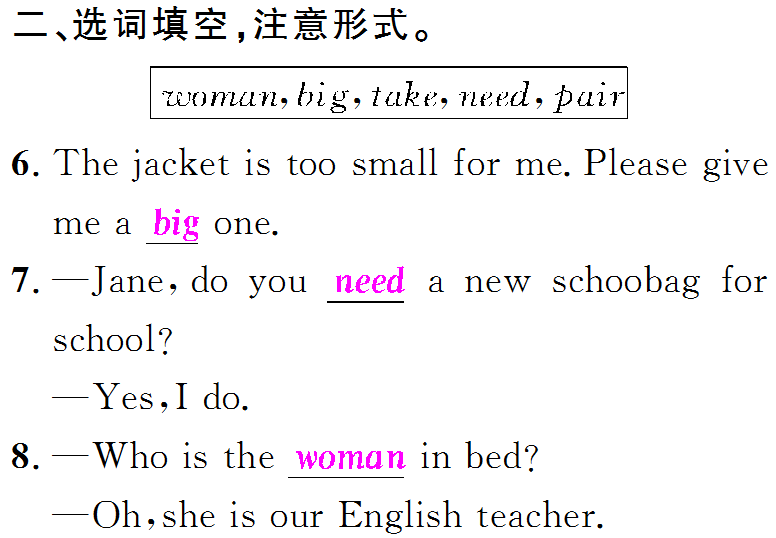 二、选词填空,注意形式。
woman, big, take, need, pair
6. The jacket is too small for me. Please give
me a big one.
7. —Jane, do you need a new schoobag for
school?
—Yes,I do.
8. —Who is the woman in bed?
—Oh,she is our English teacher.